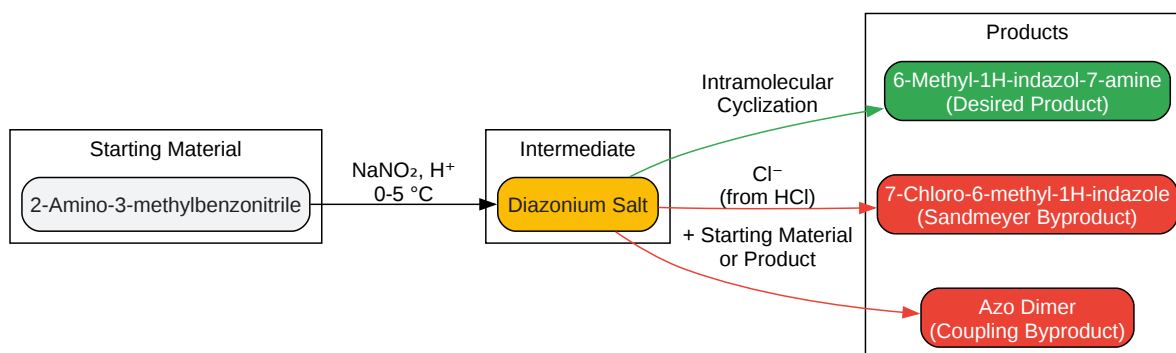 Starting Material
2-Amino-3-methylbenzonitrile
NaNO₂, H⁺
0-5 °C
Intermediate
Diazonium Salt
Intramolecular
Cyclization
Cl⁻
(from HCl)
+ Starting Material
or Product
Products
6-Methyl-1H-indazol-7-amine
(Desired Product)
7-Chloro-6-methyl-1H-indazole
(Sandmeyer Byproduct)
Azo Dimer
(Coupling Byproduct)